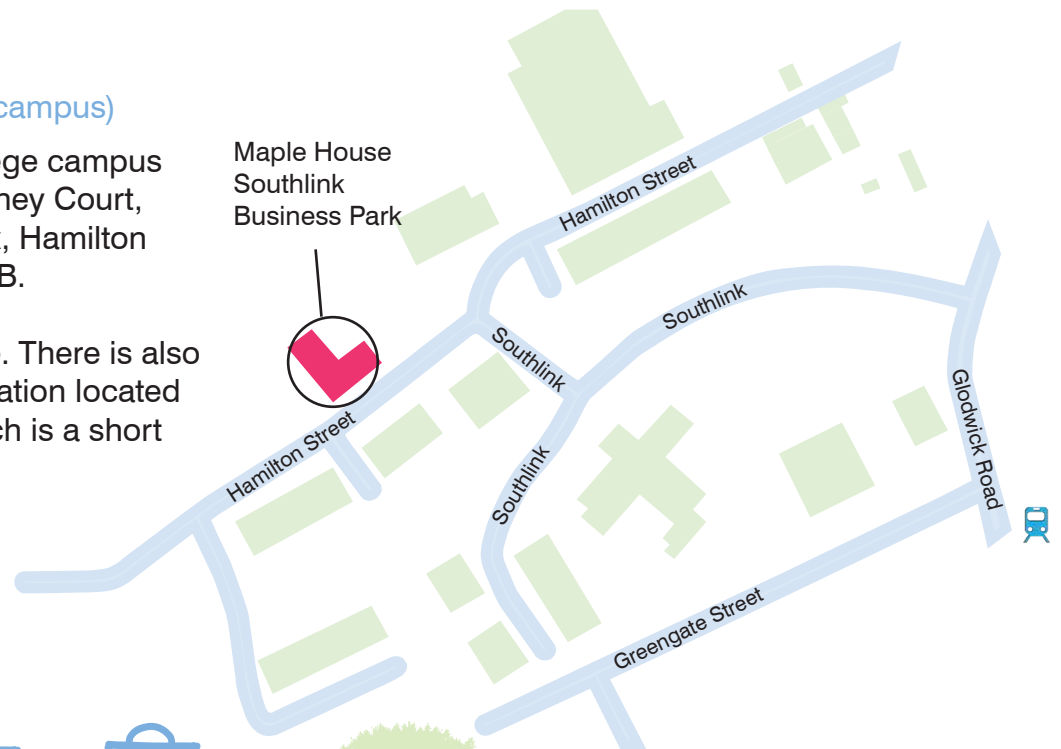 campus)
ege campus
ney Court,
, Hamilton
B.
. There is also
ation located
ch is a short
Maple House
Southlink
Business Park
Hamilton Street
Southlink
Southlink
Hamilton Street
Southlink
Glodwick Road
Greengate Street